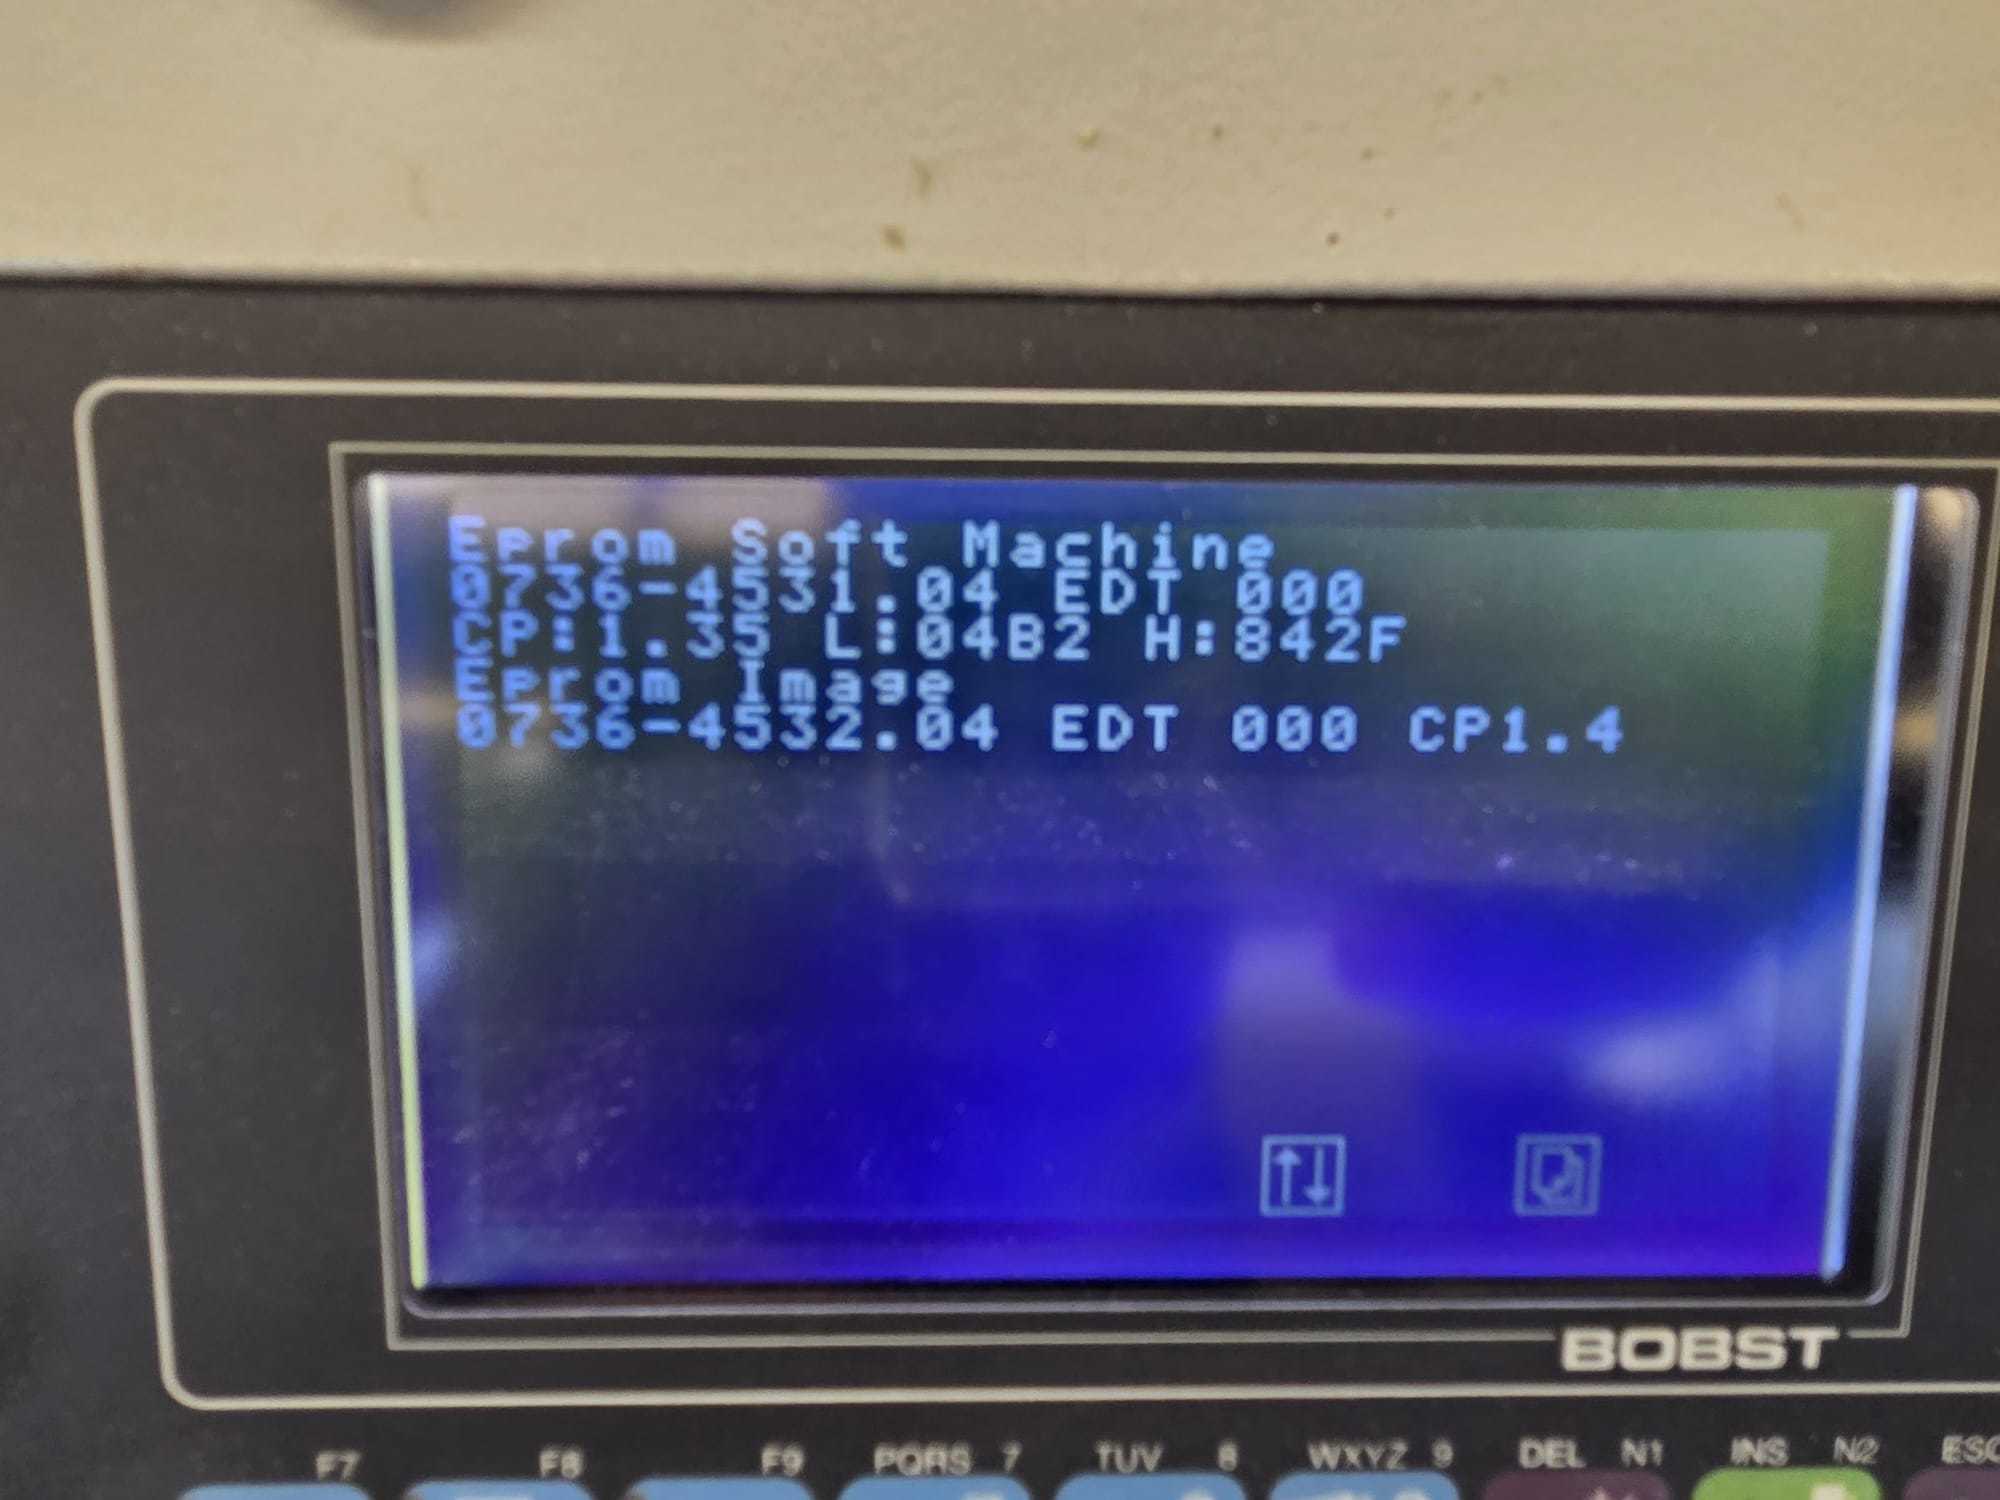 Eprom Soft Machine
0736-4531.04 EDT 000
CP:1.35 L:04B2 H:842F
Eprom Image
0736-4532.04 EDT 000 CP1.4
BOBST
F7 F8 F9 PQRS 7 TUV 8 WXYZ 9 DEL N1 INS N2 ESC